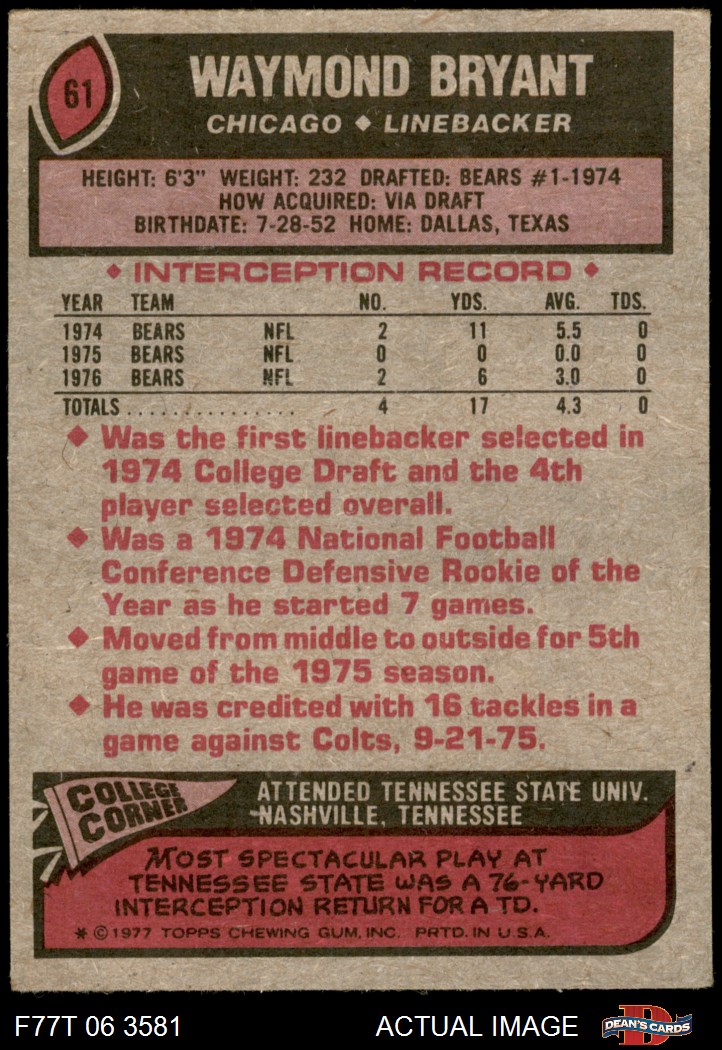 61
WAYMOND BRYANT
CHICAGO ◆ LINEBACKER
HEIGHT: 6'3" WEIGHT: 232 DRAFTED: BEARS #1-1974
HOW ACQUIRED: VIA DRAFT
BIRTHDATE: 7-28-52 HOME: DALLAS, TEXAS
◆ INTERCEPTION RECORD ◆
YEAR TEAM NO. YDS. AVG. TDS.
1974 BEARS NFL 2 11 5.5 0
1975 BEARS NFL 0 0 0.0 0
1976 BEARS NFL 2 6 3.0 0
TOTALS ................ 4 17 4.3 0
◆ Was the first linebacker selected in
1974 College Draft and the 4th
player selected overall.
◆ Was a 1974 National Football
Conference Defensive Rookie of the
Year as he started 7 games.
◆ Moved from middle to outside for 5th
game of the 1975 season.
◆ He was credited with 16 tackles in a
game against Colts, 9-21-75.
COLLEGE
CORNER
ATTENDED TENNESSEE STATE UNIV.
-NASHVILLE, TENNESSEE
MOST SPECTACULAR PLAY AT
TENNESSEE STATE WAS A 76-YARD
INTERCEPTION RETURN FOR A TD.
* © 1977 TOPPS CHEWING GUM, INC. PRTD. IN U.S.A.
F77T 06 3581 ACTUAL IMAGE D DEAN'S CARDS